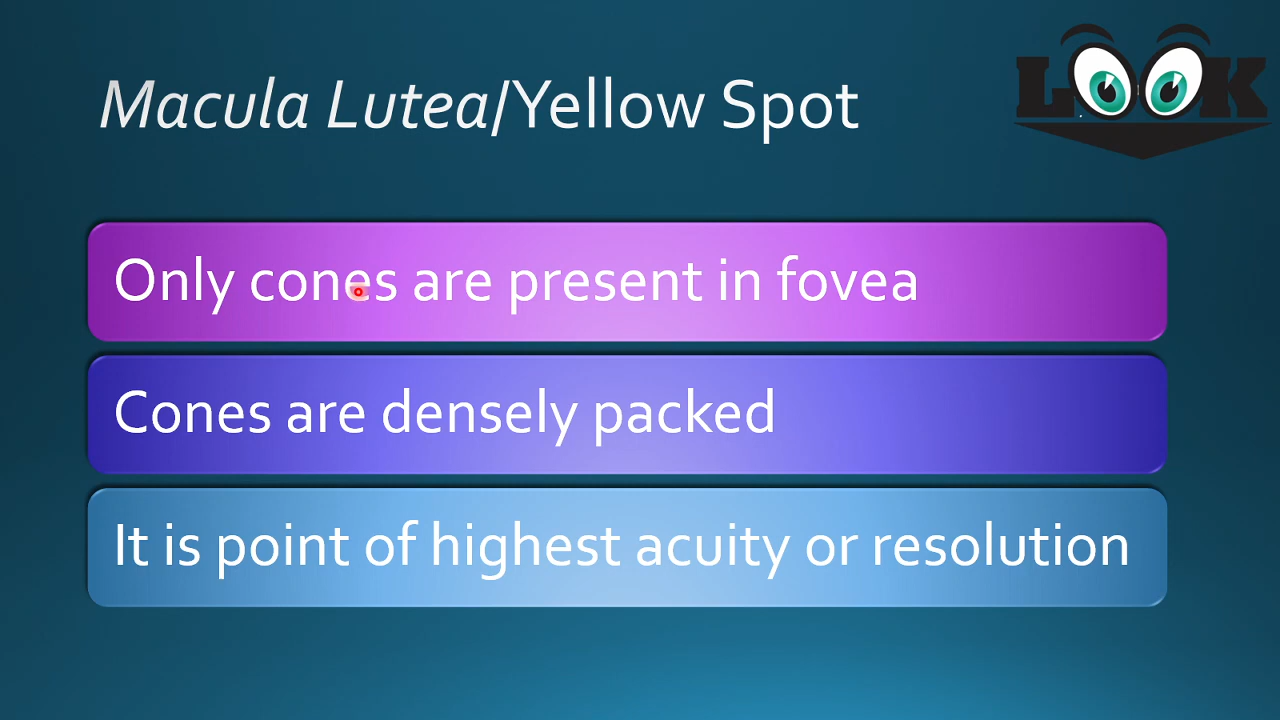 Macula Lutea/Yellow Spot
LOOK
Only cones are present in fovea
Cones are densely packed
It is point of highest acuity or resolution